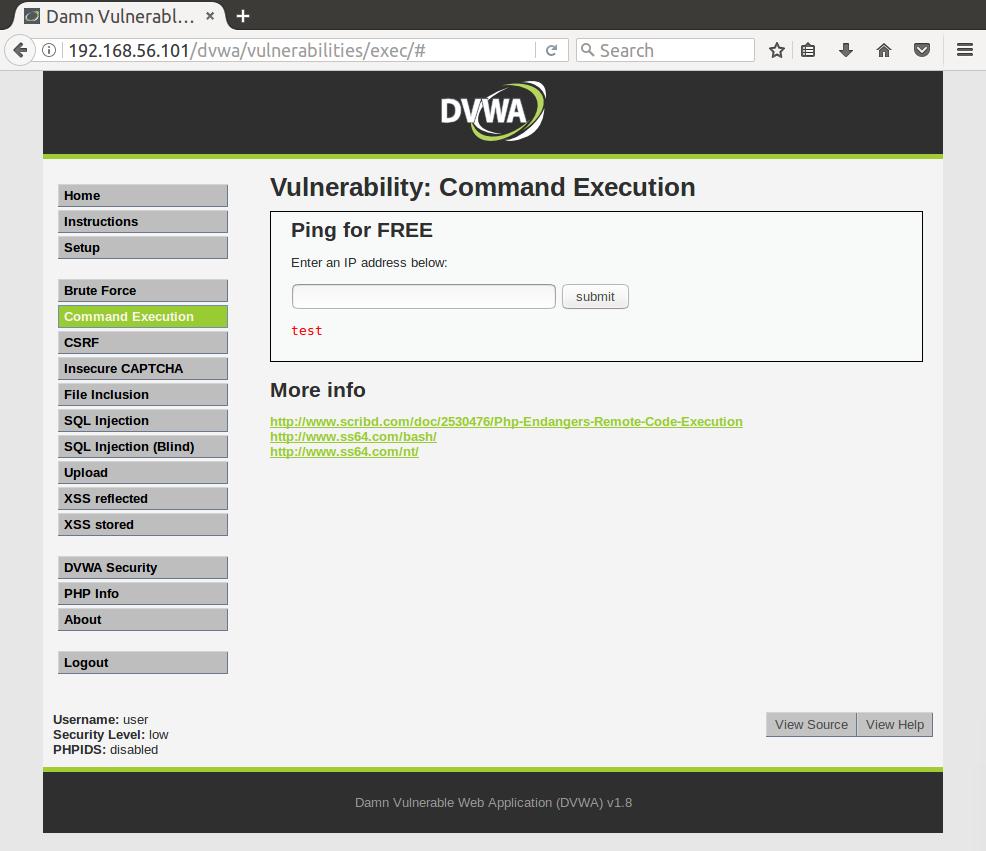 Damn Vulnerabl... ×
192.168.56.101/dvwa/vulnerabilities/exec/# Search
DVWA
Home
Instructions
Setup
Brute Force
Command Execution
CSRF
Insecure CAPTCHA
File Inclusion
SQL Injection
SQL Injection (Blind)
Upload
XSS reflected
XSS stored
DVWA Security
PHP Info
About
Logout
Vulnerability: Command Execution
Ping for FREE
Enter an IP address below:
submit
test
More info
http://www.scribd.com/doc/2530476/Php-Endangers-Remote-Code-Execution
http://www.ss64.com/bash/
http://www.ss64.com/nt/
Username: user
Security Level: low
PHPIDS: disabled
View Source View Help
Damn Vulnerable Web Application (DVWA) v1.8